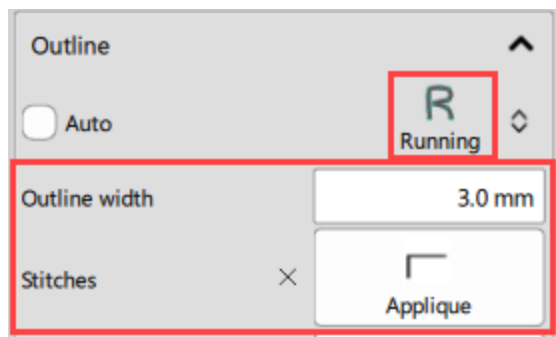 Outline
Auto
Running
Outline width
3.0 mm
Stitches
Applique